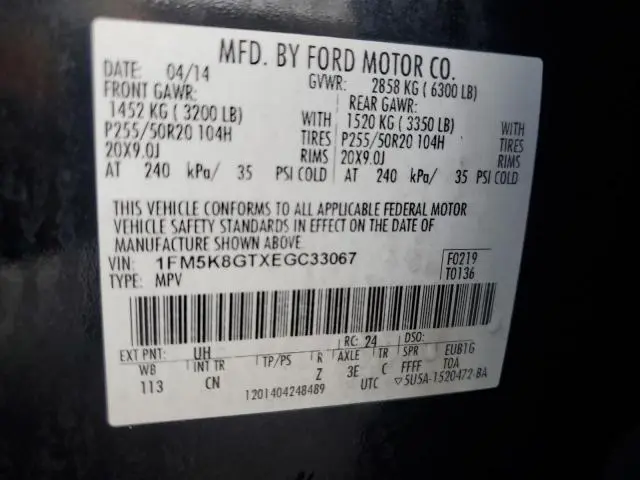 MFD. BY FORD MOTOR CO.
DATE: 04/14 GVWR: 2858 KG (6300 LB)
FRONT GAWR: REAR GAWR:
1452 KG (3200 LB) WITH 1520 KG (3350 LB) WITH
P255/50R20 104H TIRES P255/50R20 104H TIRES
20X9.0J RIMS 20X9.0J RIMS
AT 240 kPa/ 35 PSI COLD AT 240 kPa/ 35 PSI COLD
THIS VEHICLE CONFORMS TO ALL APPLICABLE FEDERAL MOTOR
VEHICLE SAFETY STANDARDS IN EFFECT ON THE DATE OF
MANUFACTURE SHOWN ABOVE.
VIN: 1FM5K8GTXEGC33067 F0219
TYPE: MPV T0136
EXT PNT: UH RC: 24 DSO:
WB INT TR TP/PS R AXLE TR SPR EUBTG
113 CN Z 3E C FFFF TOA
1201404248489 UTC ▽5U5A-1520472-BA